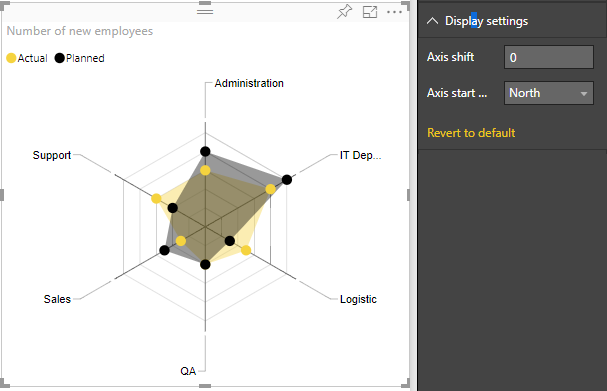 Number of new employees
Actual Planned
Administration
Support
IT Dep...
Sales
Logistic
QA
Display settings
Axis shift 0
Axis start ... North
Revert to default